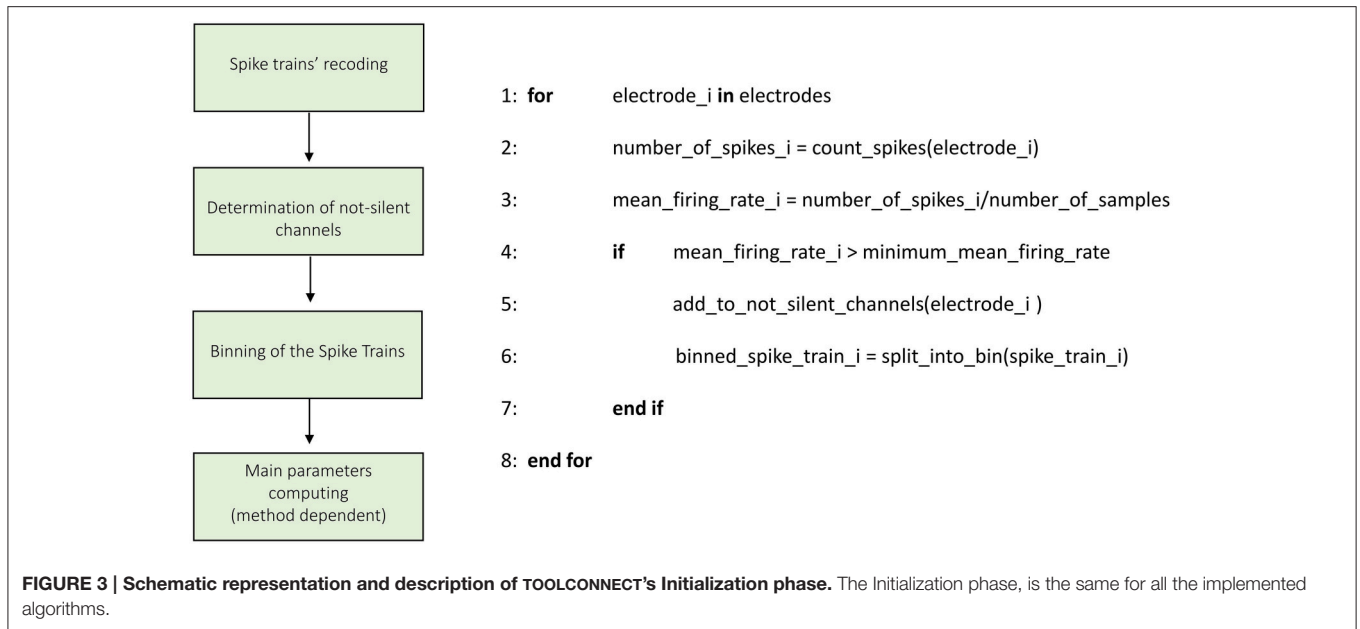 Spike trains' recoding
Determination of not-silent
channels
Binning of the Spike Trains
Main parameters
computing
(method dependent)
1: for electrode_i in electrodes
2: number_of_spikes_i = count_spikes(electrode_i)
3: mean_firing_rate_i = number_of_spikes_i/number_of_samples
4: if mean_firing_rate_i > minimum_mean_firing_rate
5: add_to_not_silent_channels(electrode_i )
6: binned_spike_train_i = split_into_bin(spike_train_i)
7: end if
8: end for
FIGURE 3 | Schematic representation and description of TOOLCONNECT's Initialization phase. The Initialization phase, is the same for all the implemented
algorithms.